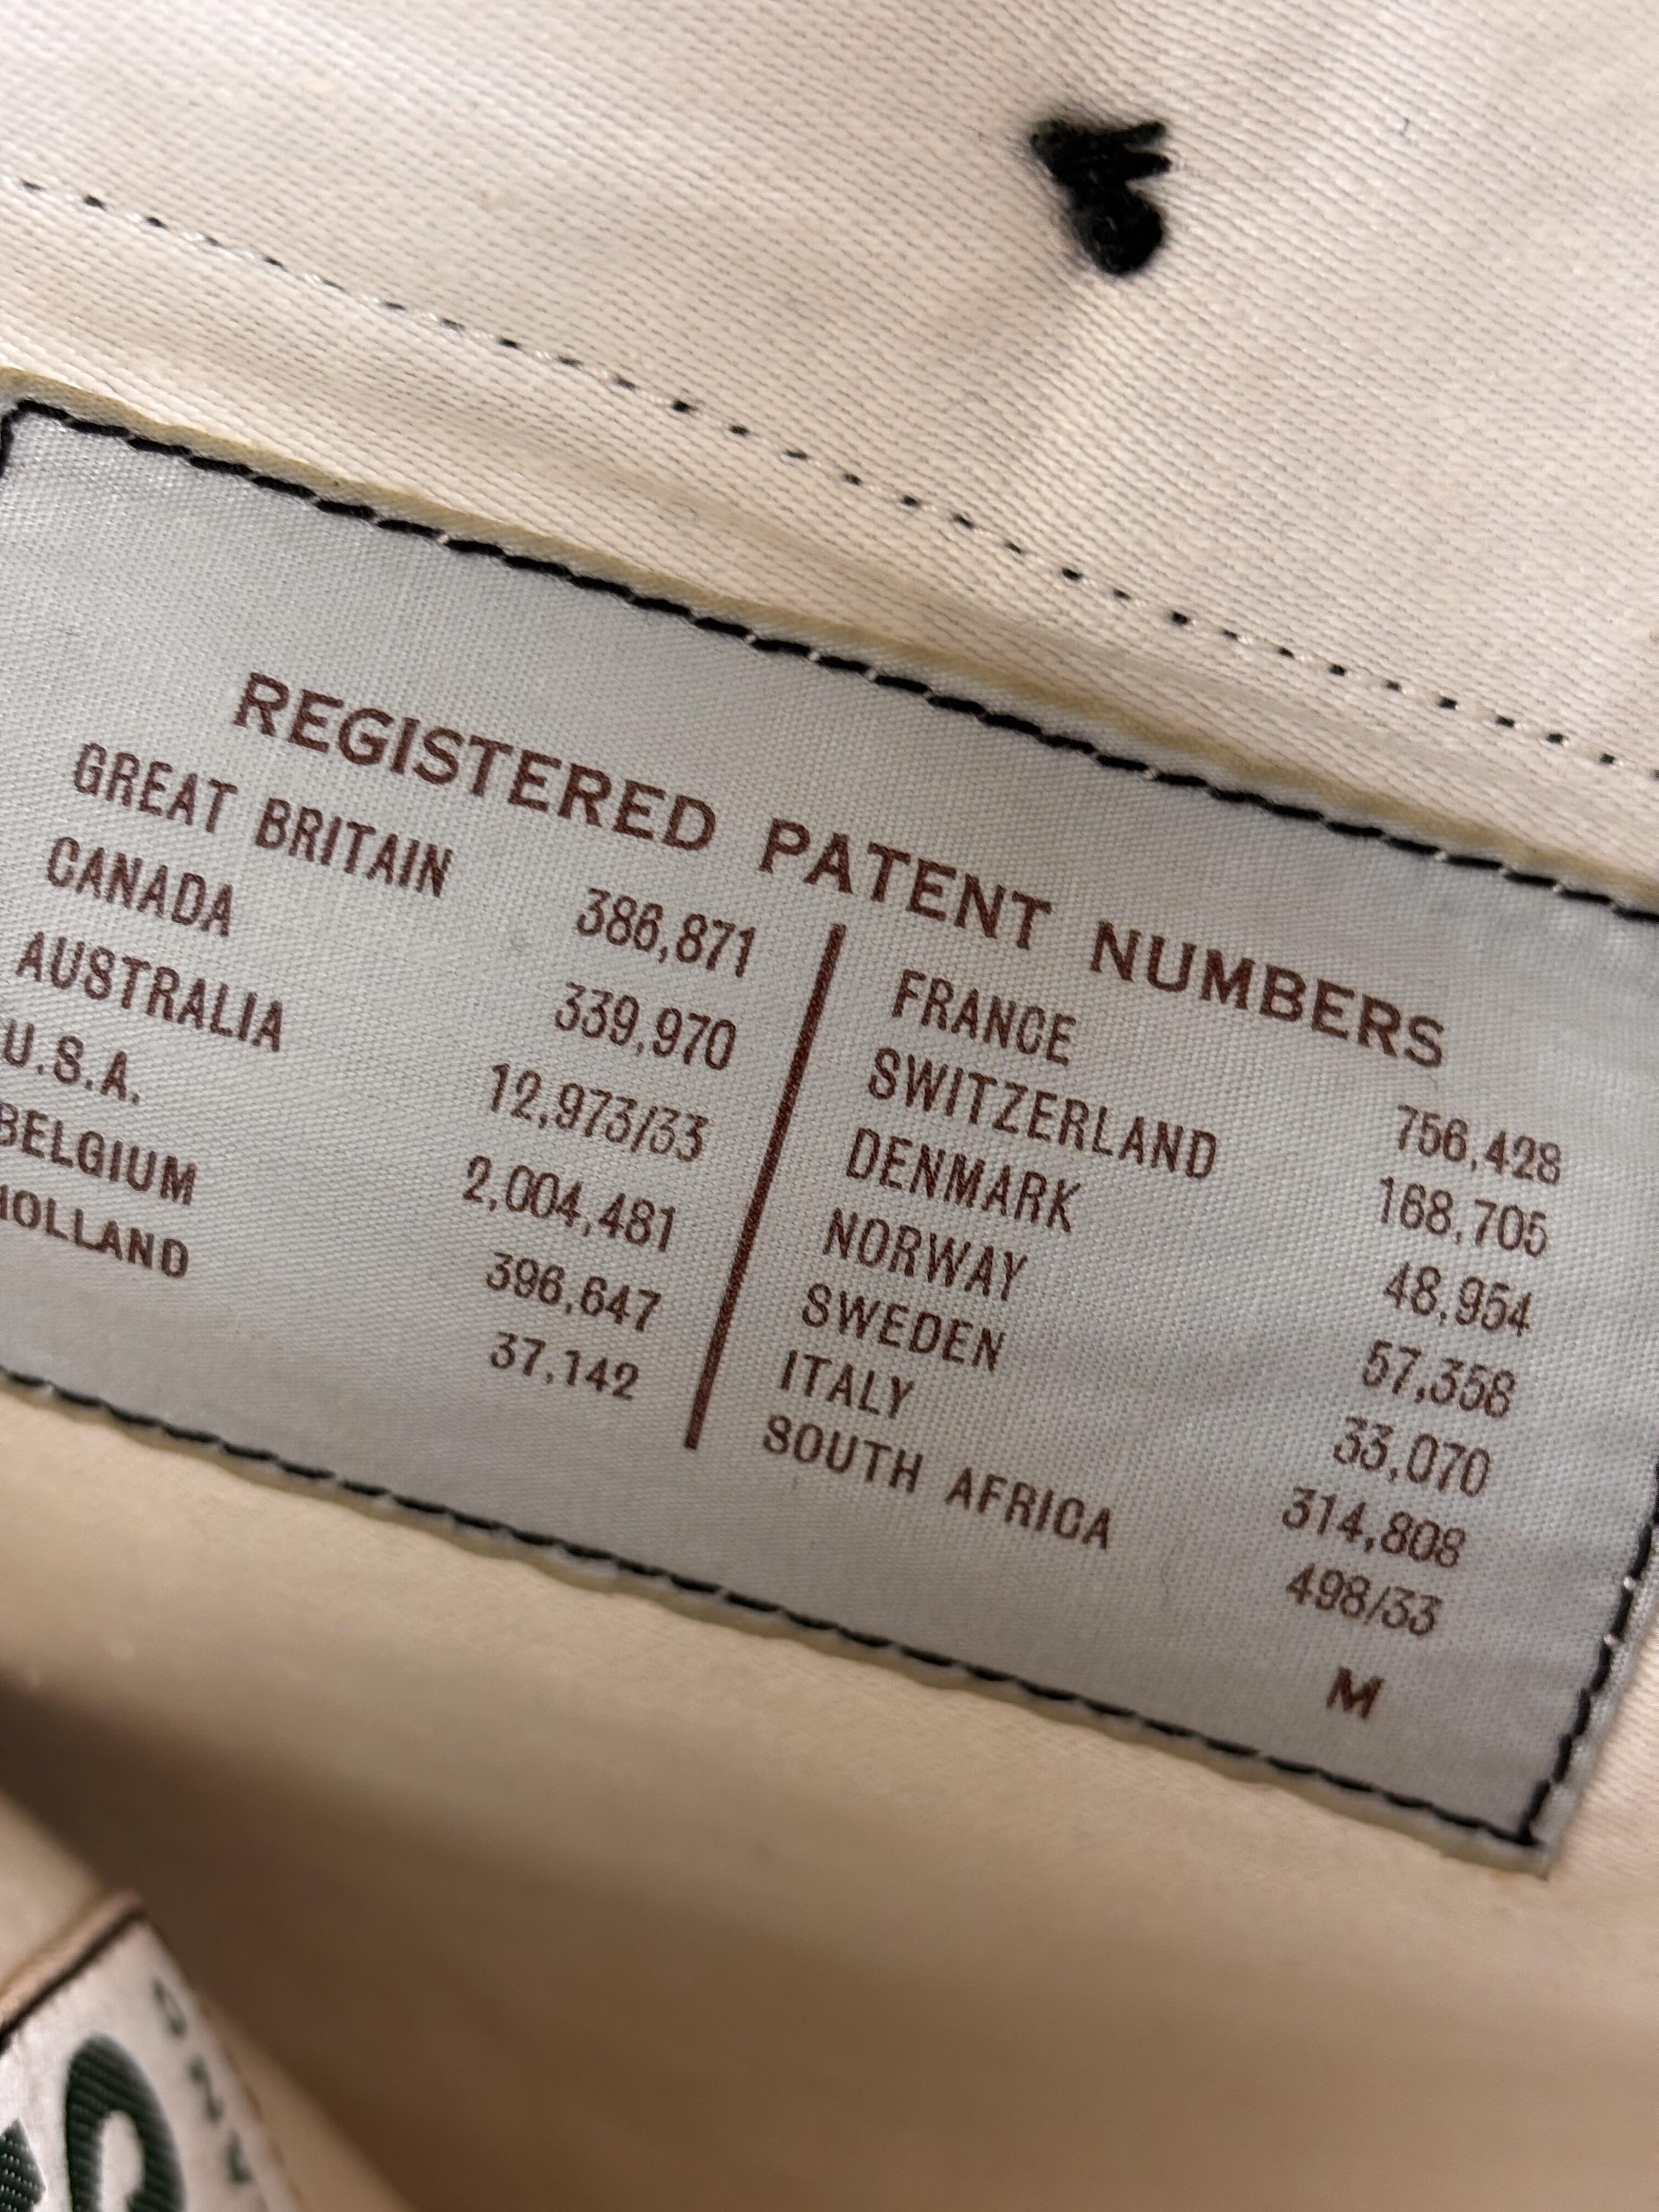 REGISTERED PATENT NUMBERS
GREAT BRITAIN 386,871
CANADA 339,970
AUSTRALIA 12,973/33
U.S.A. 2,004,481
BELGIUM 396,647
HOLLAND 37,142
FRANCE 756,428
SWITZERLAND 168,705
DENMARK 48,954
NORWAY 57,358
SWEDEN 33,070
ITALY 314,808
SOUTH AFRICA 498/33
M